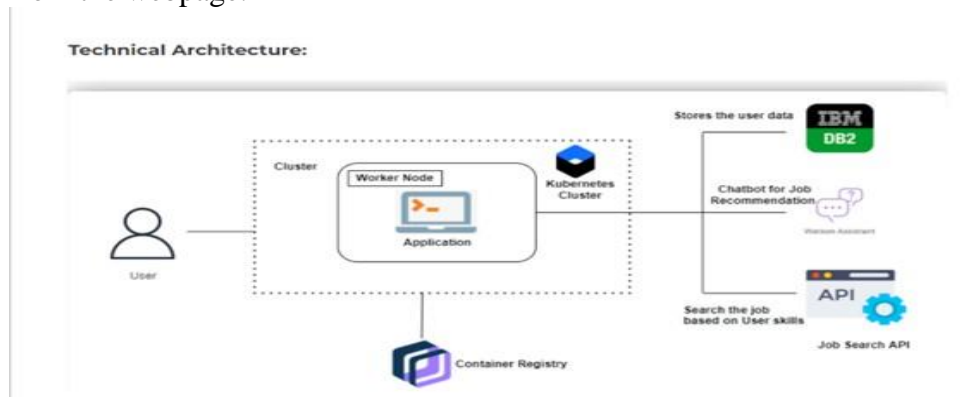 Technical Architecture:
Stores the user data
IBM
DB2
Cluster
Worker Node
Kubernetes
Cluster
Chatbot for Job
Recommendation
Watson Assistant
Application
User
API
Search the job
based on User skills
Job Search API
Container Registry